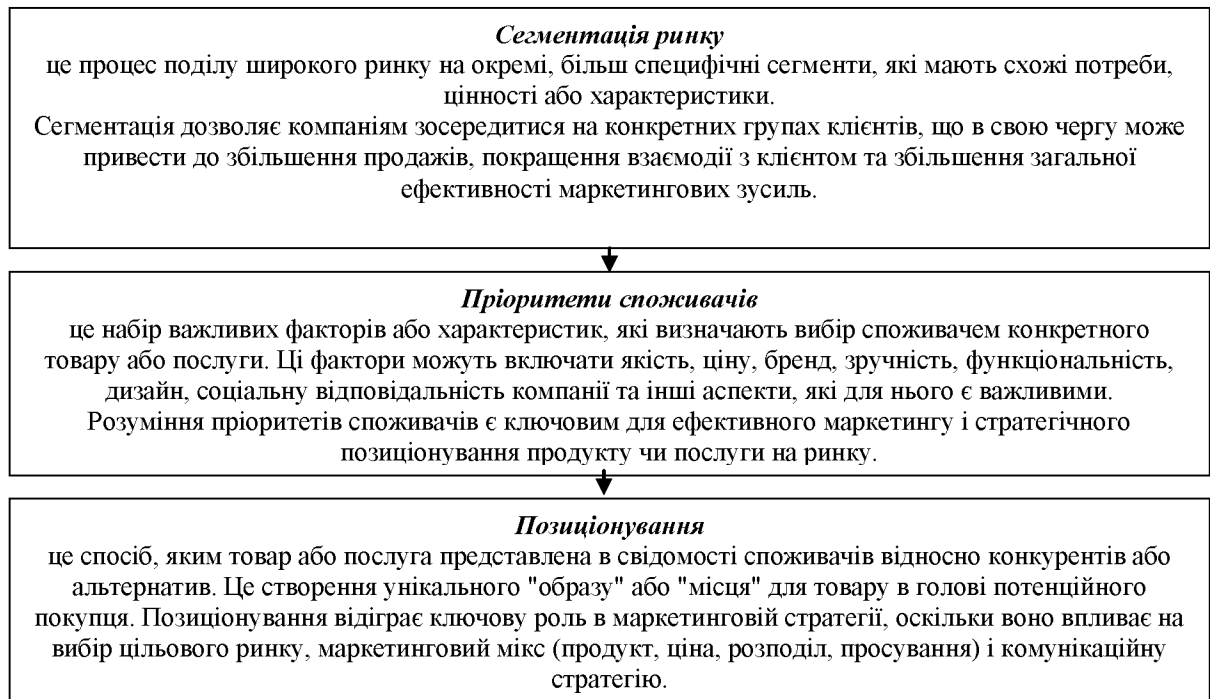 Сегментація ринку
це процес поділу широкого ринку на окремі, більш специфічні сегменти, які мають схожі потреби,
цінності або характеристики.
Сегментація дозволяє компаніям зосередитися на конкретних групах клієнтів, що в свою чергу може
привести до збільшення продажів, покращення взаємодії з клієнтом та збільшення загальної
ефективності маркетингових зусиль.
Пріоритети споживачів
це набір важливих факторів або характеристик, які визначають вибір споживачем конкретного
товару або послуги. Ці фактори можуть включати якість, ціну, бренд, зручність, функціональність,
дизайн, соціальну відповідальність компанії та інші аспекти, які для нього є важливими.
Розуміння пріоритетів споживачів є ключовим для ефективного маркетингу і стратегічного
позиціонування продукту чи послуги на ринку.
Позиціонування
це спосіб, яким товар або послуга представлена в свідомості споживачів відносно конкурентів або
альтернатив. Це створення унікального "образу" або "місця" для товару в голові потенційного
покупця. Позиціонування відіграє ключову роль в маркетинговій стратегії, оскільки воно впливає на
вибір цільового ринку, маркетинговий мікс (продукт, ціна, розподіл, просування) і комунікаційну
стратегію.